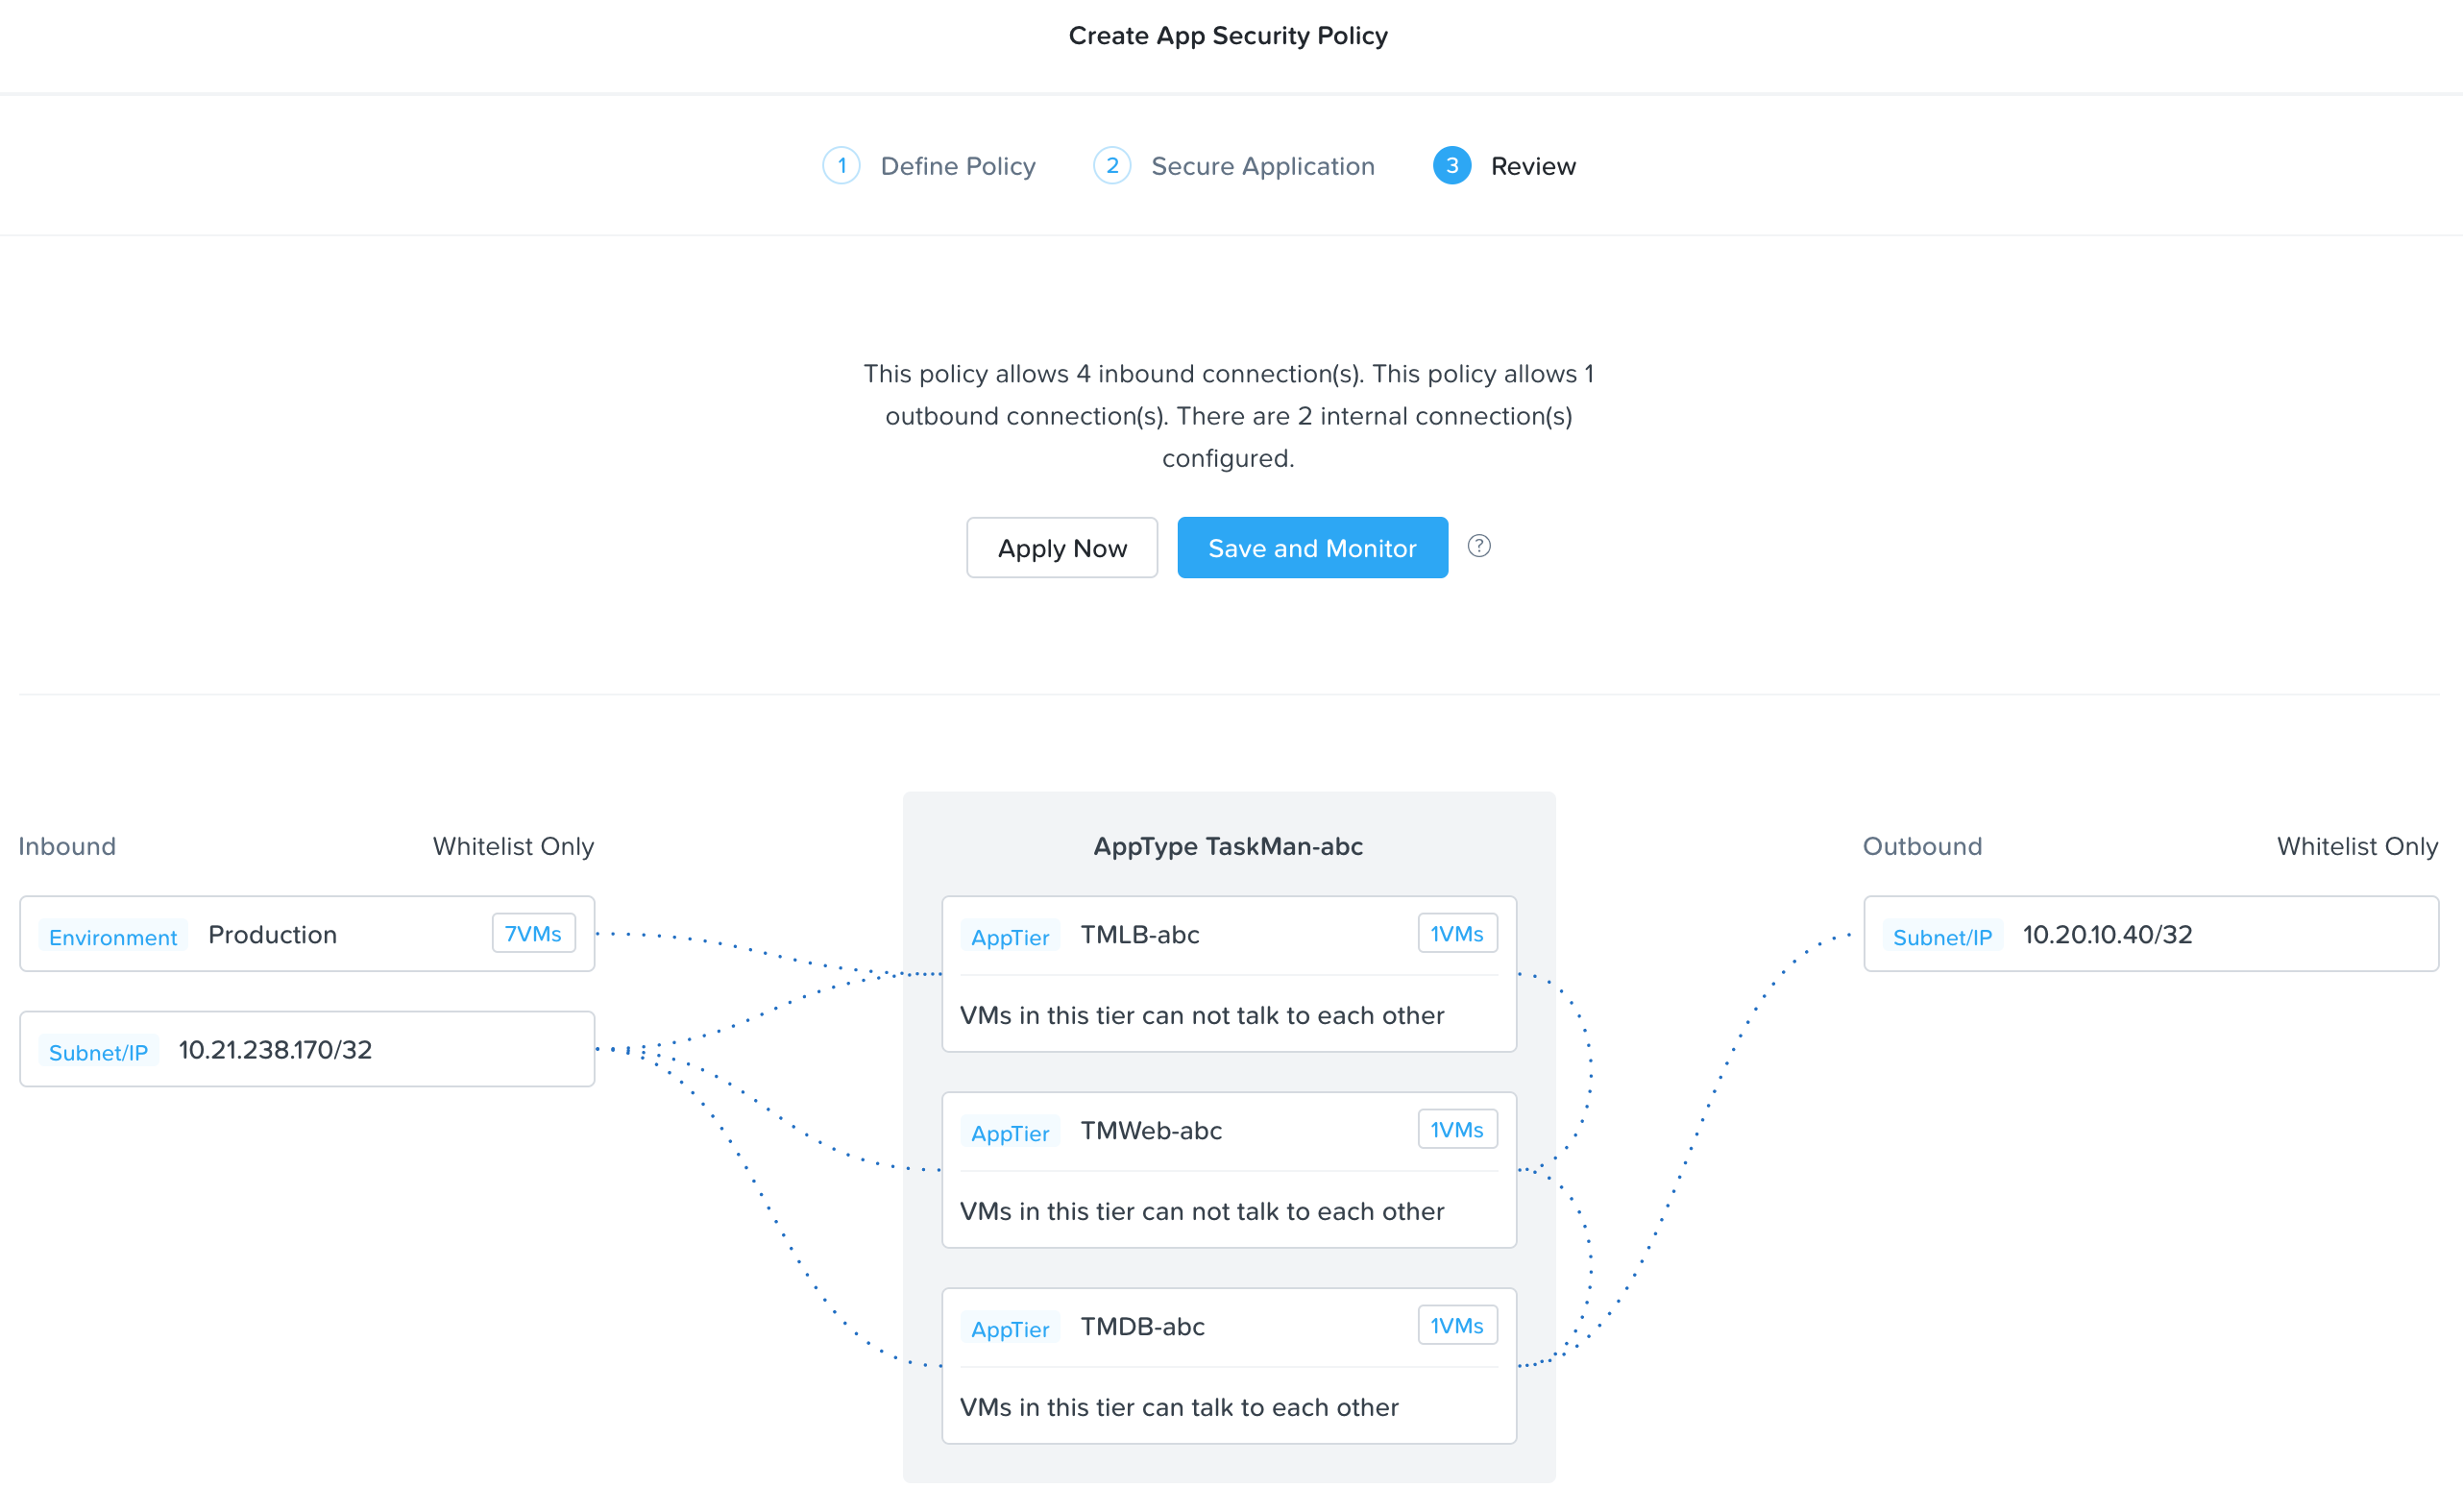 Create App Security Policy
1 Define Policy 2 Secure Application 3 Review
This policy allows 4 inbound connection(s). This policy allows 1
outbound connection(s). There are 2 internal connection(s)
configured.
Apply Now Save and Monitor ?
Inbound Whitelist Only
Environment Production 7VMs
Subnet/IP 10.21.238.170/32
AppType TaskMan-abc
AppTier TMLB-abc 1VMs
VMs in this tier can not talk to each other
AppTier TMWeb-abc 1VMs
VMs in this tier can not talk to each other
AppTier TMDB-abc 1VMs
VMs in this tier can talk to each other
Outbound Whitelist Only
Subnet/IP 10.20.10.40/32